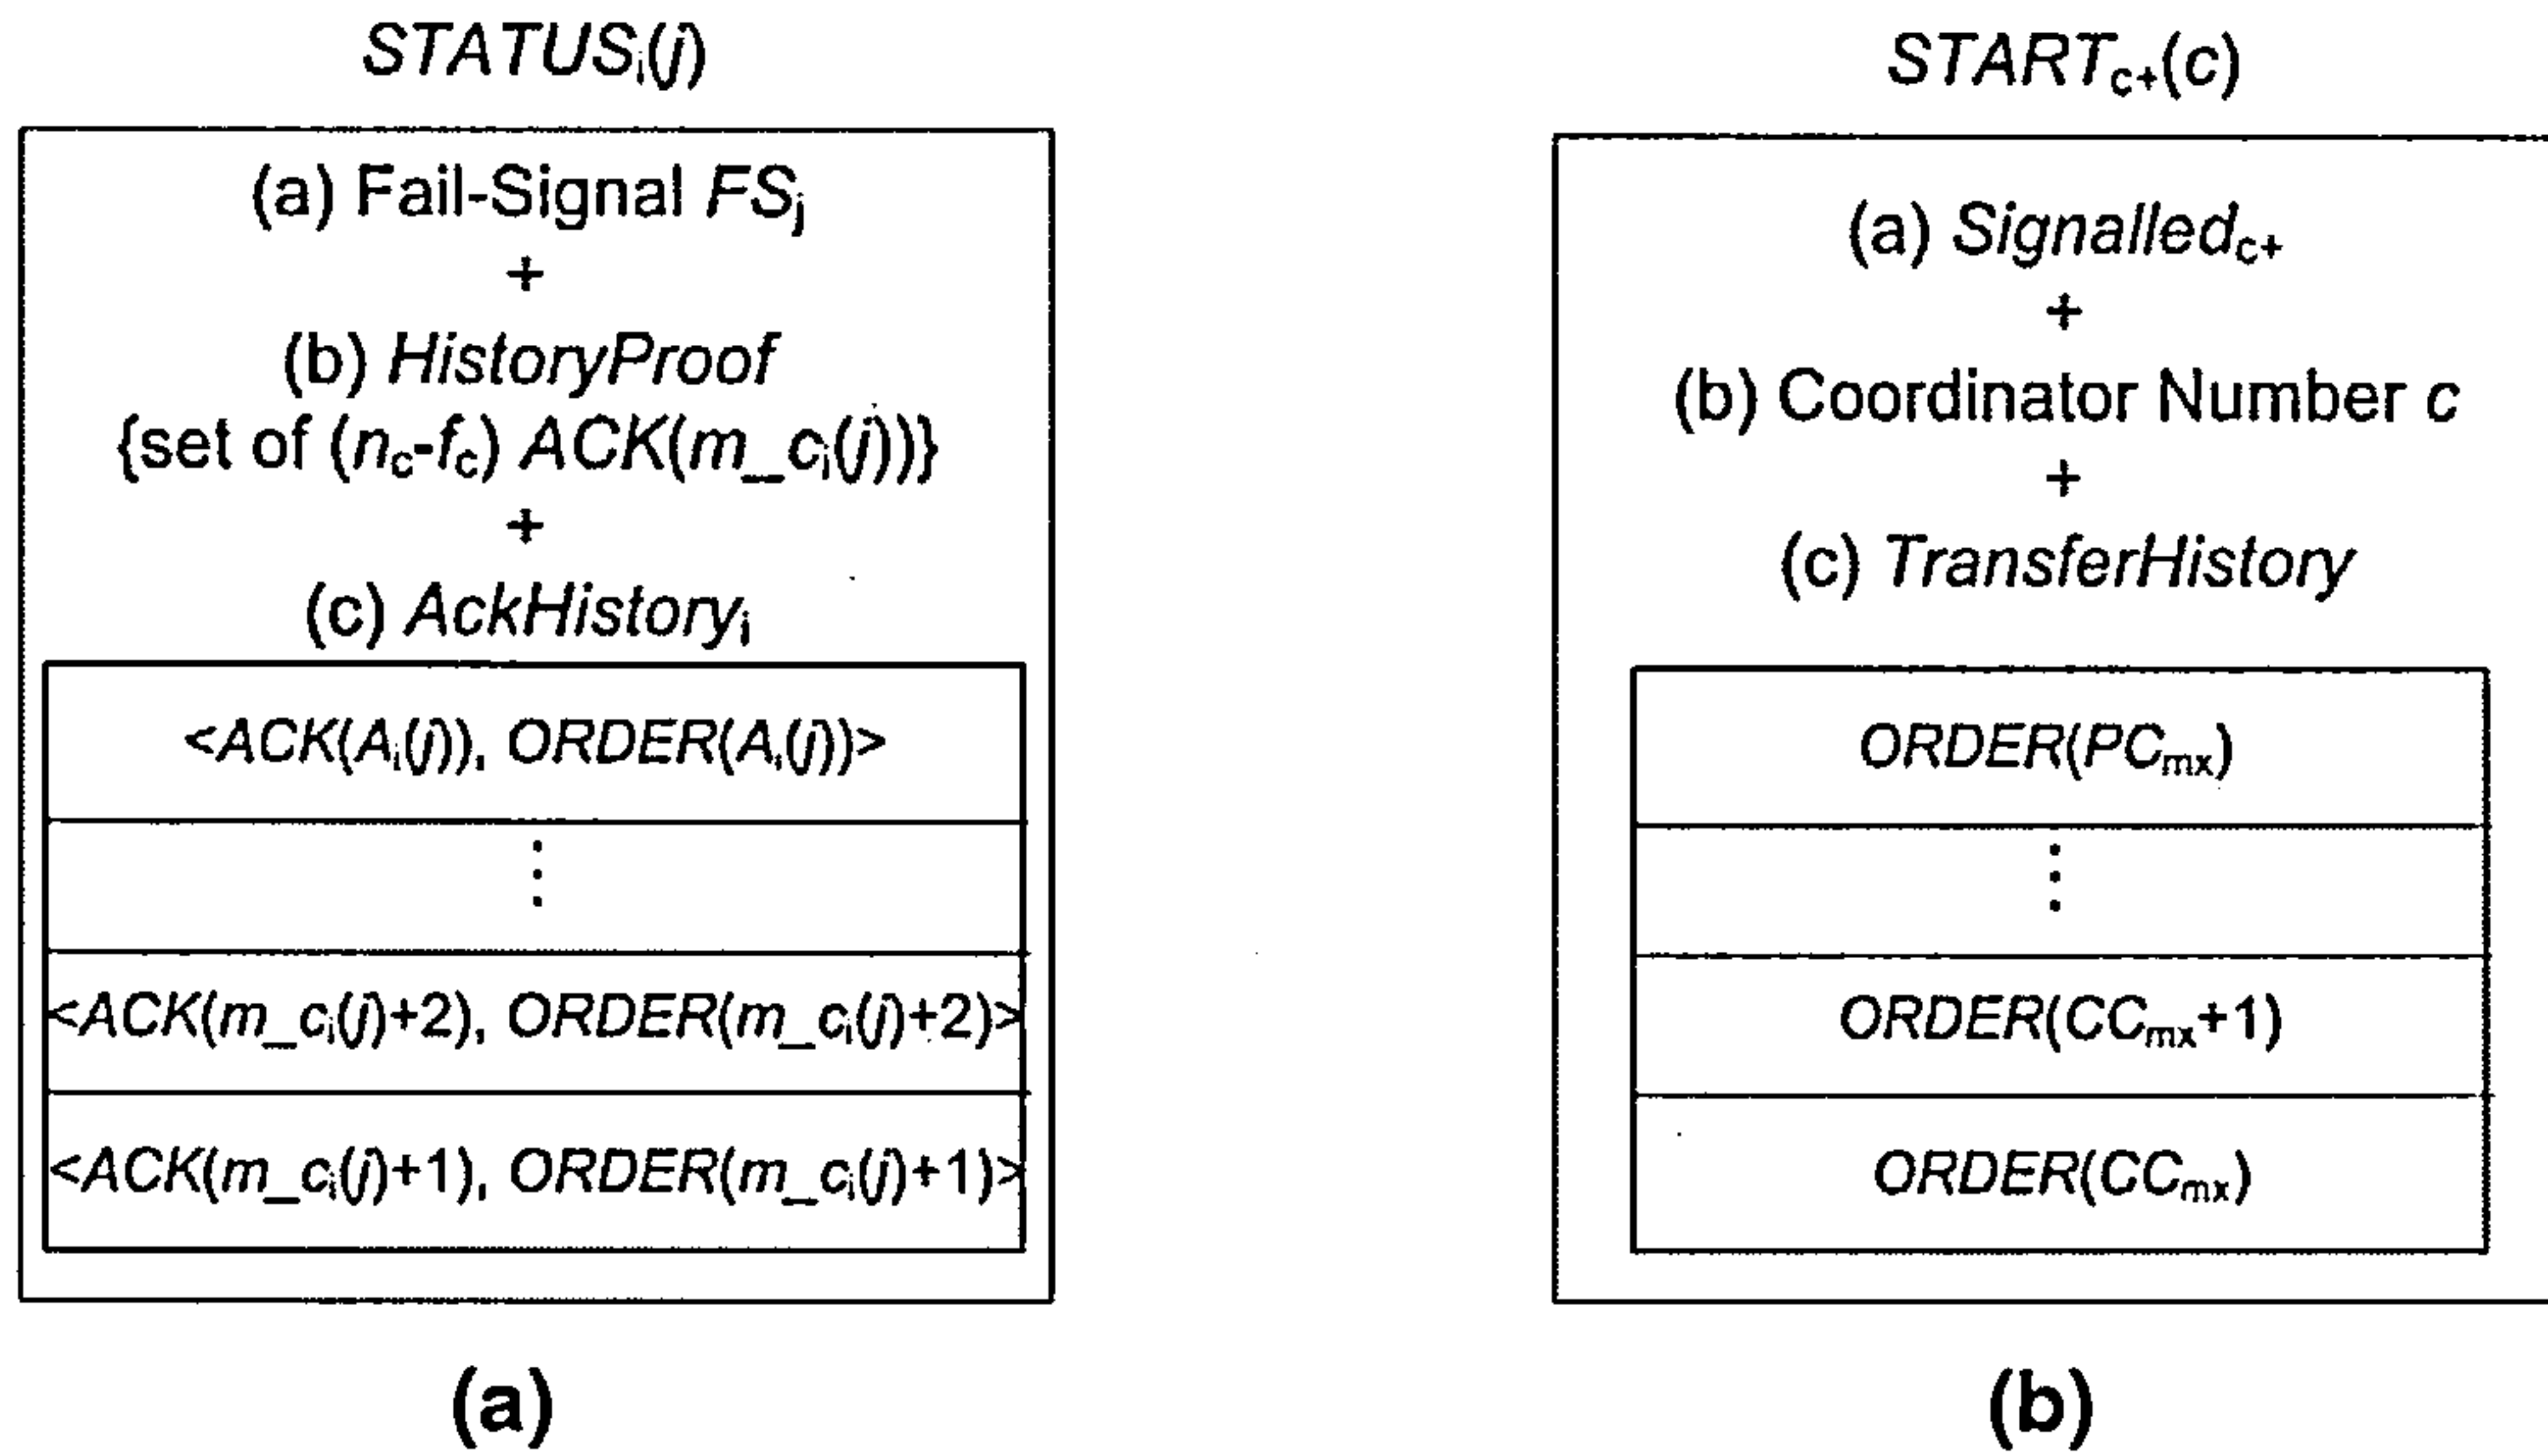 STATUSi(j)
(a) Fail-Signal FSj
+
(b) HistoryProof
{set of (nc-fc) ACK(m_ci(j))}
+
(c) AckHistoryi
<ACK(Ai(j)), ORDER(Ai(j))>
⋮
<ACK(m_ci(j)+2), ORDER(m_ci(j)+2)>
<ACK(m_ci(j)+1), ORDER(m_ci(j)+1)>
(a)
STARTc+(c)
(a) Signalledc+
+
(b) Coordinator Number c
+
(c) TransferHistory
ORDER(PCmx)
⋮
ORDER(CCmx+1)
ORDER(CCmx)
(b)